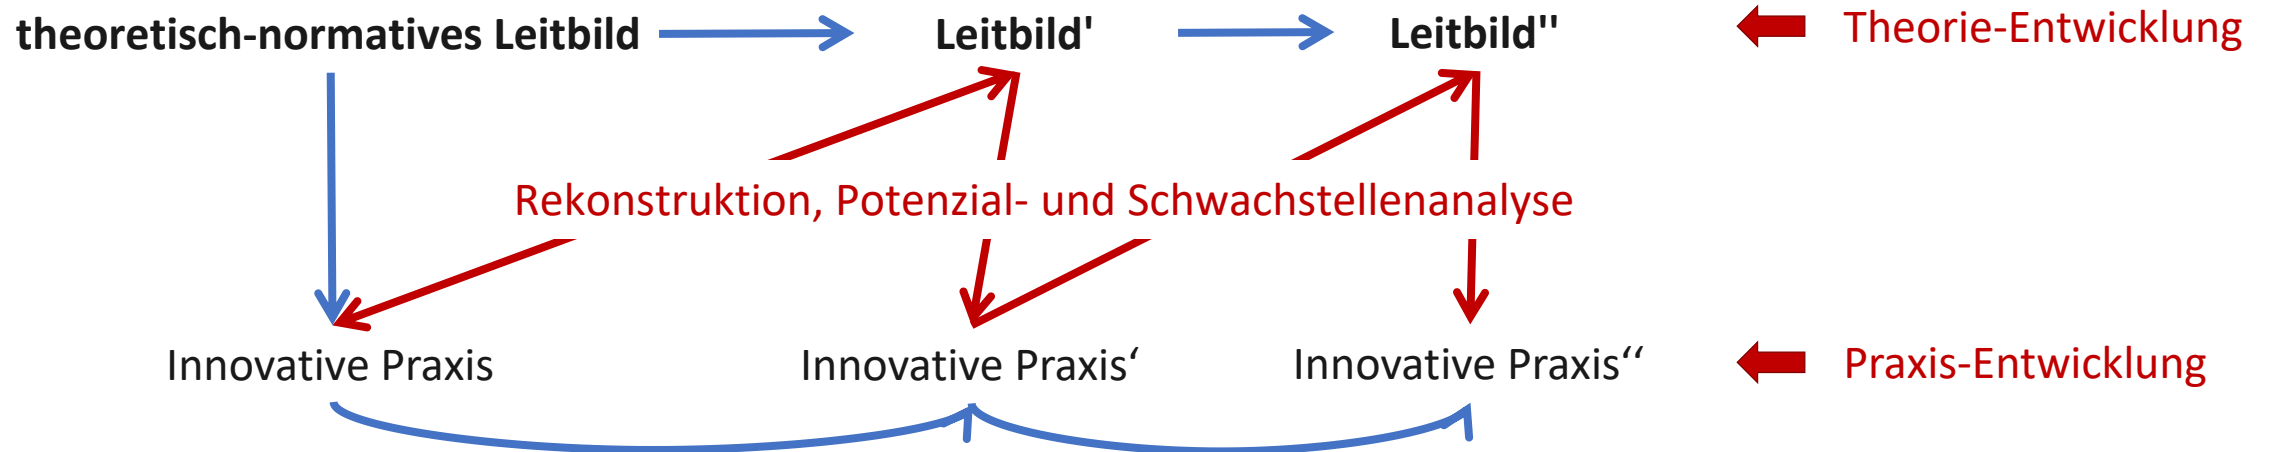 theoretisch-normatives Leitbild Leitbild' Leitbild'' Theorie-Entwicklung
Rekonstruktion, Potenzial- und Schwachstellenanalyse
Innovative Praxis Innovative Praxis‘ Innovative Praxis‘‘ Praxis-Entwicklung